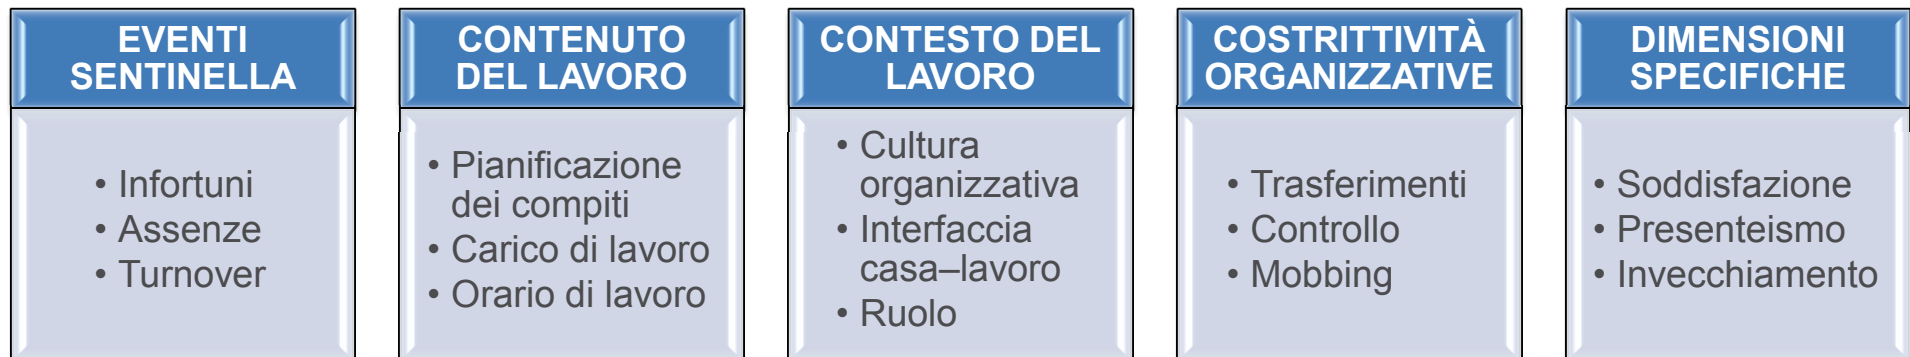 EVENTI
SENTINELLA
• Infortuni
• Assenze
• Turnover
CONTENUTO
DEL LAVORO
• Pianificazione
dei compiti
• Carico di lavoro
• Orario di lavoro
CONTESTO DEL
LAVORO
• Cultura
organizzativa
• Interfaccia
casa–lavoro
• Ruolo
COSTRITTIVITÀ
ORGANIZZATIVE
• Trasferimenti
• Controllo
• Mobbing
DIMENSIONI
SPECIFICHE
• Soddisfazione
• Presenteismo
• Invecchiamento